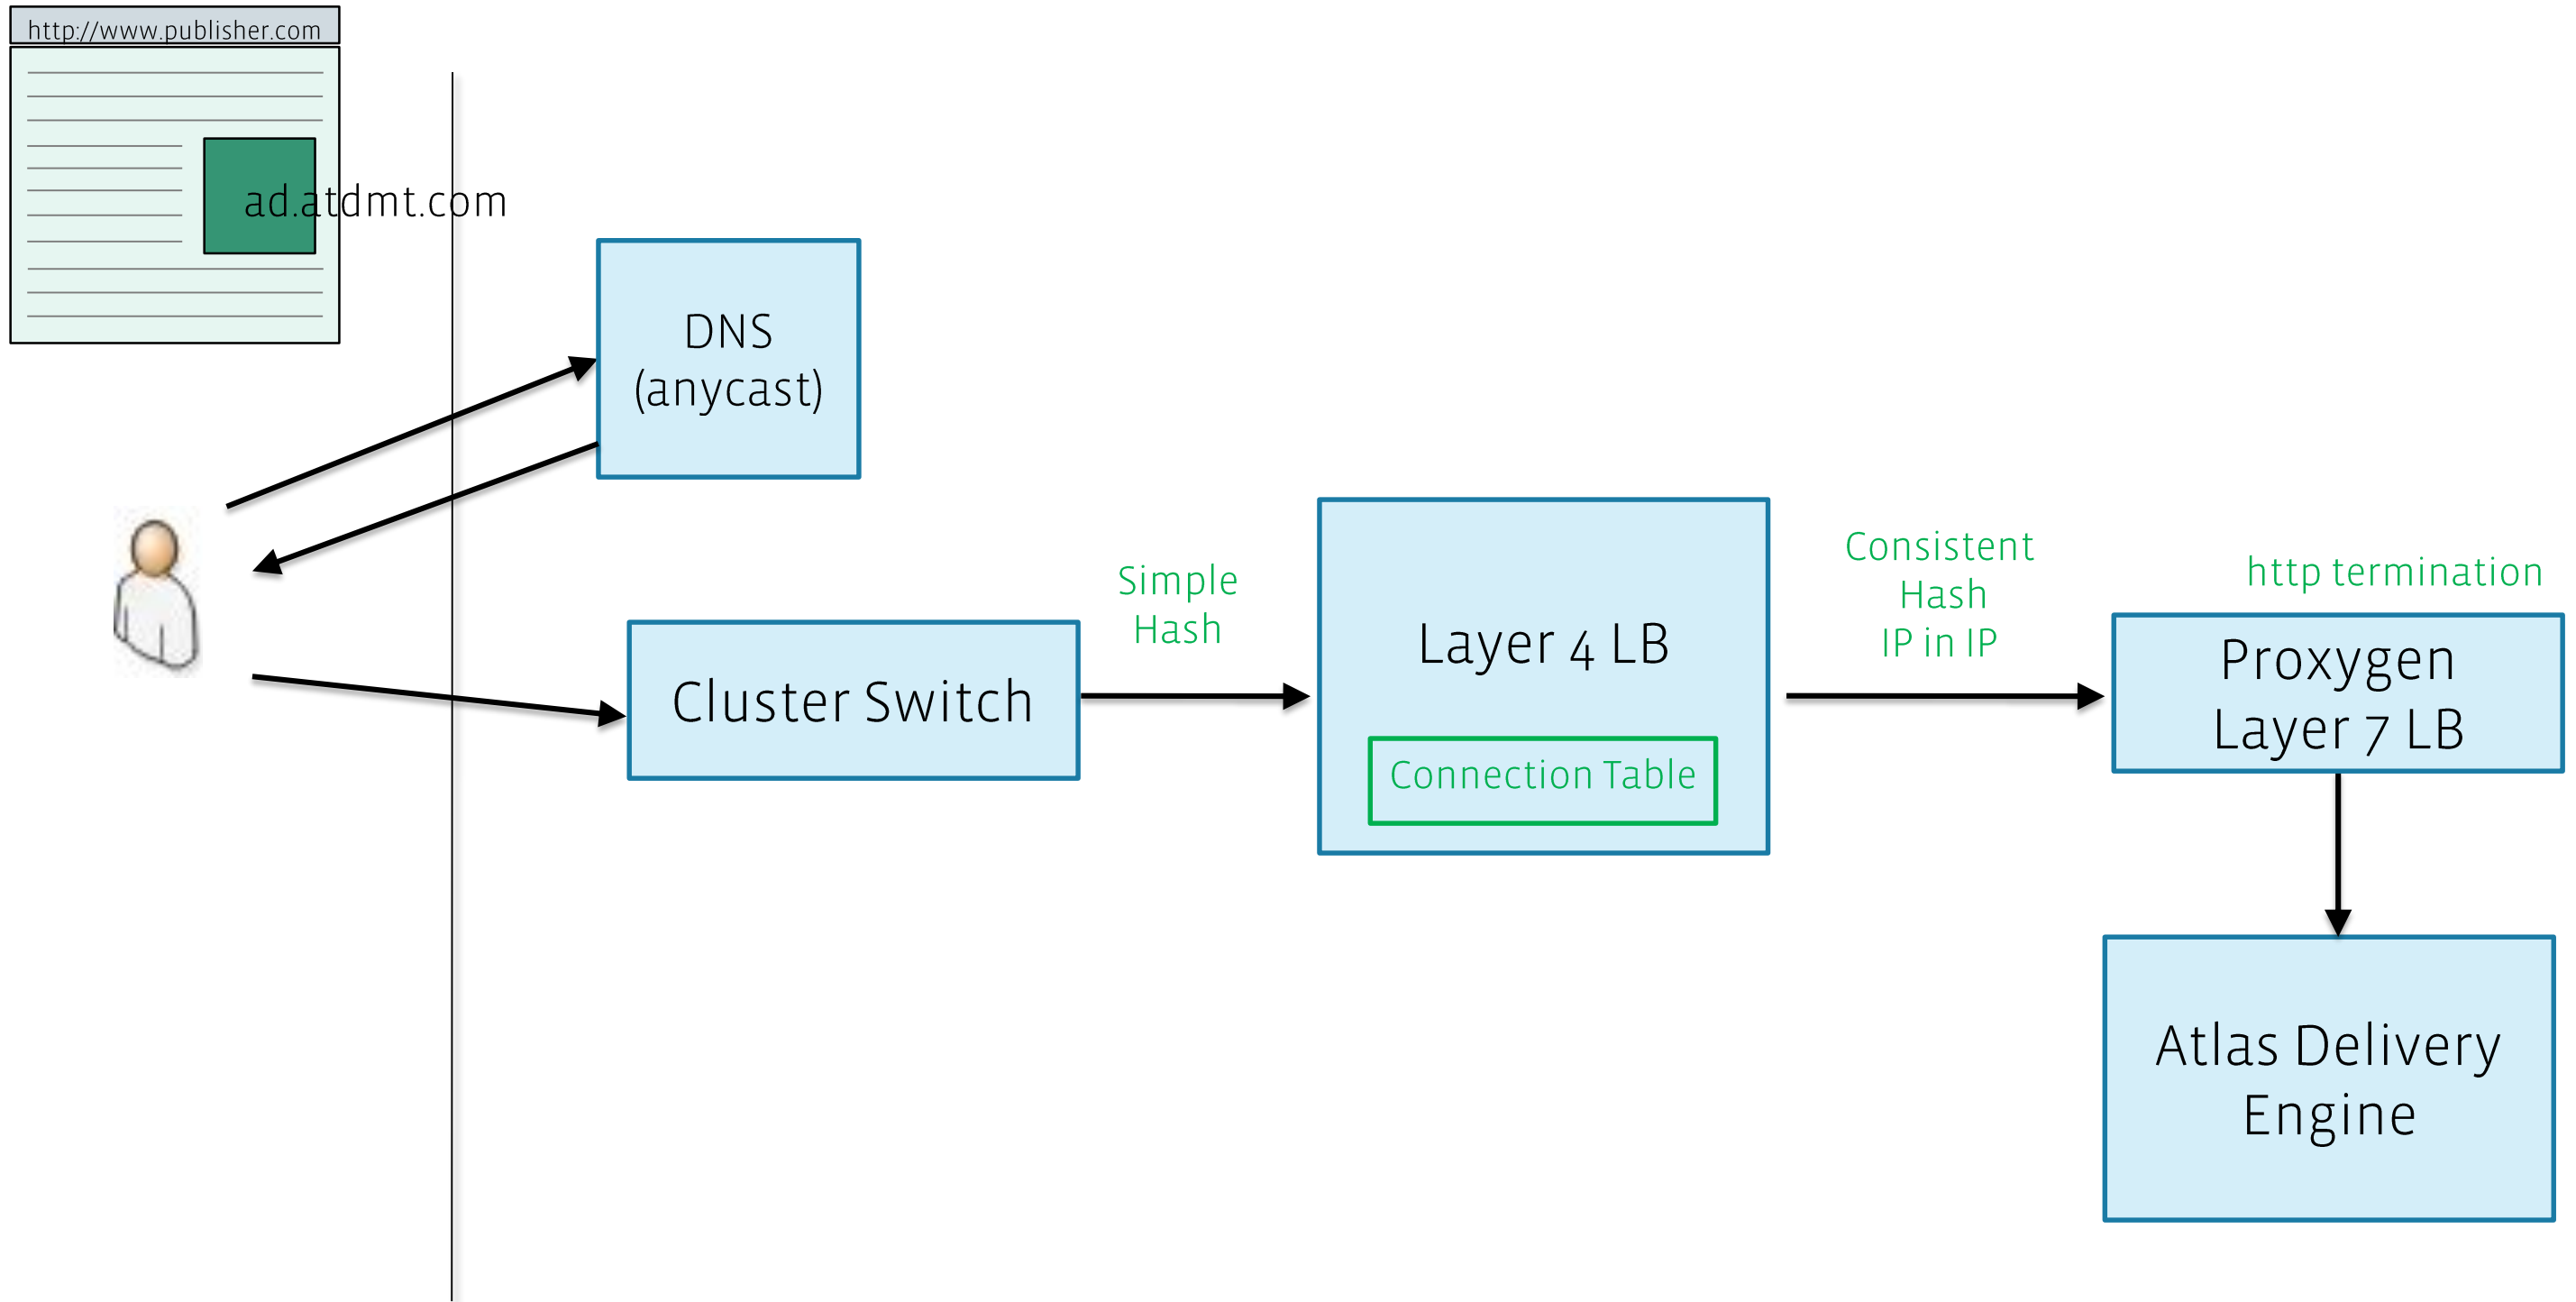 http://www.publisher.com
ad.atdmt.com
DNS
(anycast)
Cluster Switch
Simple
Hash
Layer 4 LB
Connection Table
Consistent
Hash
IP in IP
http termination
Proxygen
Layer 7 LB
Atlas Delivery
Engine